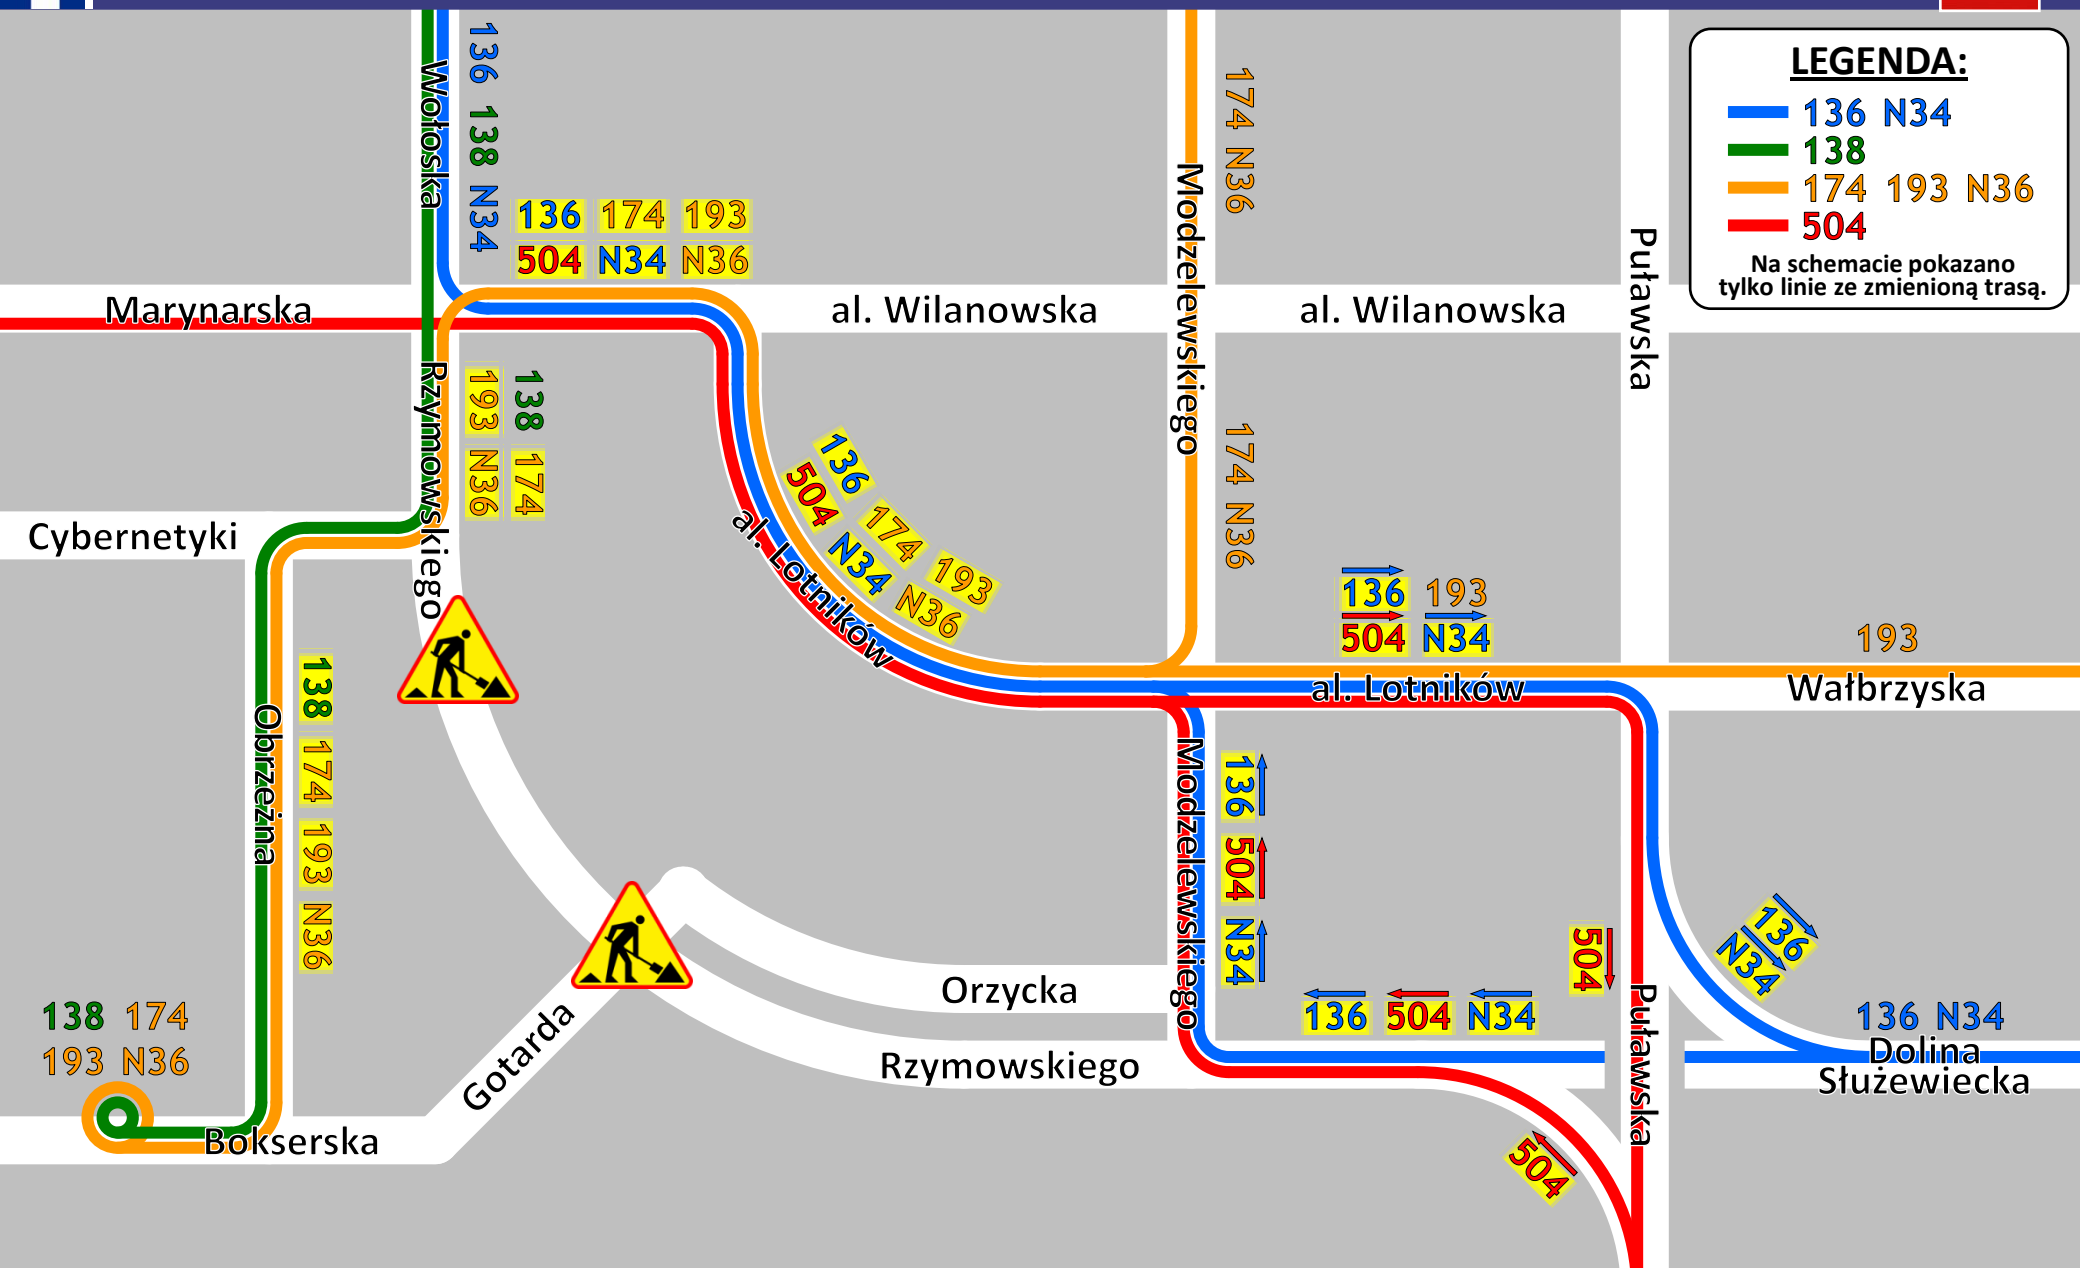 LEGENDA:
136 N34
138
174 193 N36
504
Na schemacie pokazano
tylko linie ze zmienioną trasą.
Wołoska
136 138 N34
136 174 193
504 N34 N36
Modzelewskiego
174 N36
Puławska
Marynarska
al. Wilanowska
al. Wilanowska
Rzymowskiego
193 138
N36 174
174 N36
Cybernetyki
136 174 193
504 N34 N36
al. Lotników
136 193
504 N34
193
al. Lotników
Wałbrzyska
138 174 193 N36
Obrzeżna
Modzelewskiego
136 504 N34
504
136
N34
Orzycka
136 504 N34
Puławska
136 N34
Dolina
Służewiecka
138 174
193 N36
Gotarda
Rzymowskiego
Bokserska
504